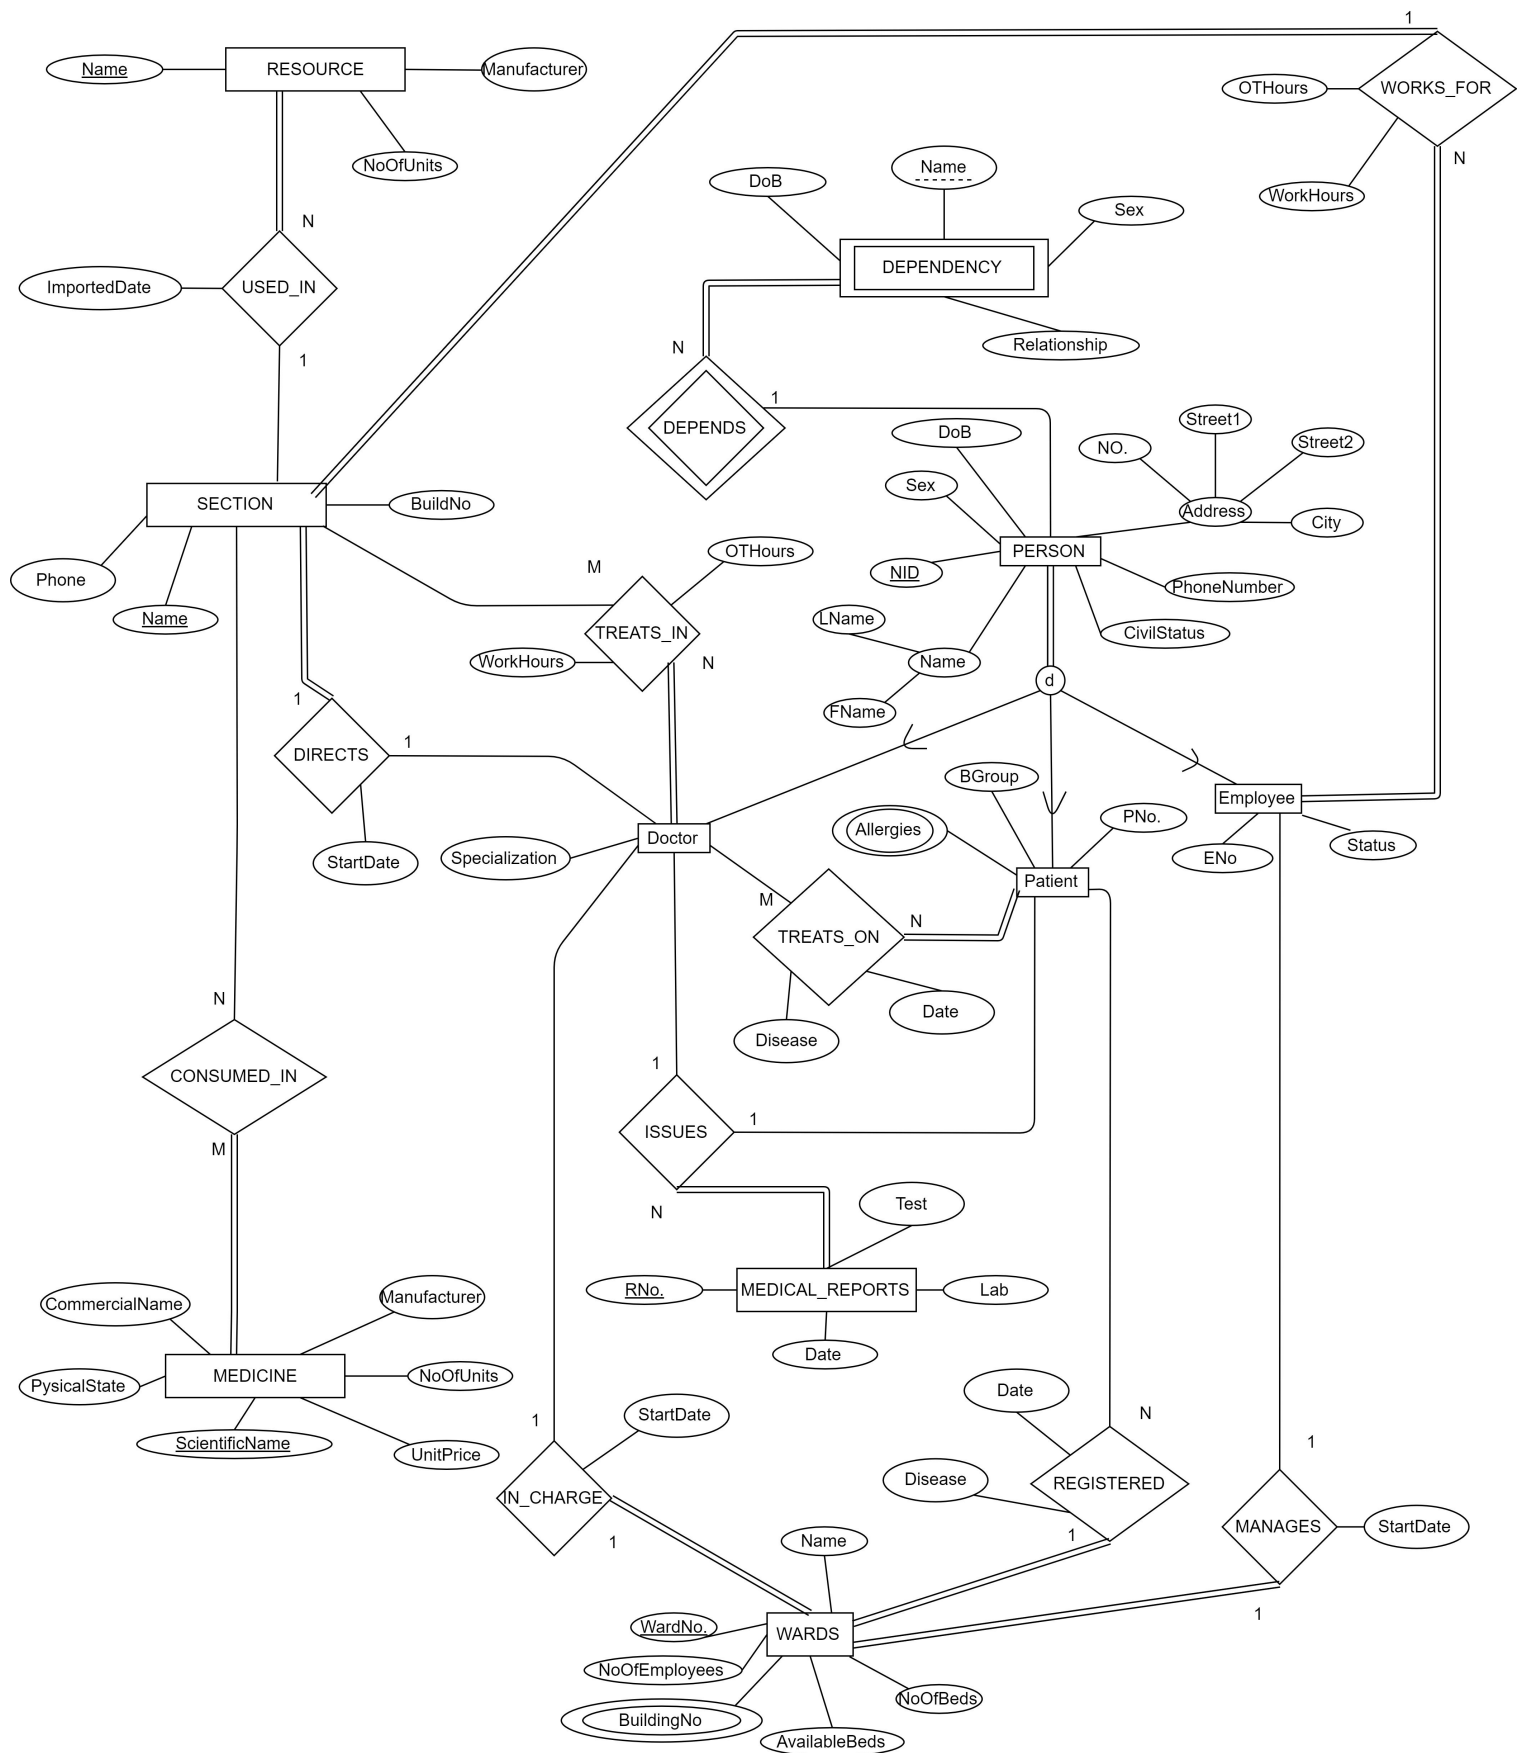 1
Name
RESOURCE
Manufacturer
OTHours
WORKS_FOR
NoOfUnits
N
WorkHours
DoB
Name
Sex
N
DEPENDENCY
ImportedDate
USED_IN
Relationship
N
1
1
DEPENDS
DoB
Street1
NO.
Street2
Sex
SECTION
BuildNo
Address
City
PERSON
OTHours
M
NID
Phone
PhoneNumber
Name
LName
CivilStatus
TREATS_IN
WorkHours
N
Name
d
1
FName
DIRECTS
1
BGroup
Employee
PNo.
Allergies
Doctor
Status
Specialization
StartDate
ENo
Patient
M
N
TREATS_ON
N
Date
Disease
1
CONSUMED_IN
1
ISSUES
M
N
Test
RNo.
MEDICAL_REPORTS
Lab
CommercialName
Manufacturer
Date
MEDICINE
NoOfUnits
PysicalState
Date
StartDate
N
1
ScientificName
UnitPrice
1
Disease
REGISTERED
IN_CHARGE
1
1
MANAGES
StartDate
Name
1
WardNo.
WARDS
NoOfEmployees
NoOfBeds
BuildingNo
AvailableBeds